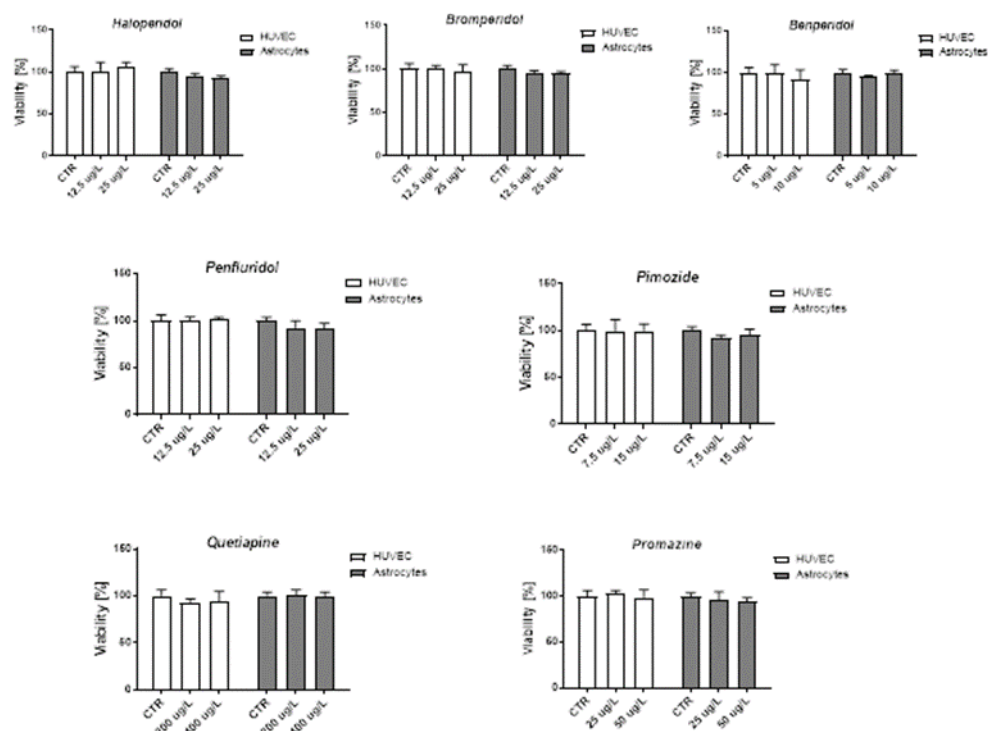 Haloperidol
Viability [%]
150
100
50
0
HUVEC
Astrocytes
CTR
12.5 ug/L
25 ug/L
CTR
12.5 ug/L
25 ug/L
Bromperidol
Viability [%]
150
100
50
0
HUVEC
Astrocytes
CTR
12.5 ug/L
25 ug/L
CTR
12.5 ug/L
25 ug/L
Benperidol
Viability [%]
150
100
50
0
HUVEC
Astrocytes
CTR
5 ug/L
10 ug/L
CTR
5 ug/L
10 ug/L
Penfluridol
Viability [%]
150
100
50
0
HUVEC
Astrocytes
CTR
12.5 ug/L
25 ug/L
CTR
12.5 ug/L
25 ug/L
Pimozide
Viability [%]
150
100
50
0
HUVEC
Astrocytes
CTR
7.5 ug/L
15 ug/L
CTR
7.5 ug/L
15 ug/L
Quetiapine
Viability [%]
150
100
50
0
HUVEC
Astrocytes
CTR
ug/L
ug/L
CTR
ug/L
ug/L
Promazine
Viability [%]
150
100
50
0
HUVEC
Astrocytes
CTR
25 ug/L
50 ug/L
CTR
25 ug/L
50 ug/L